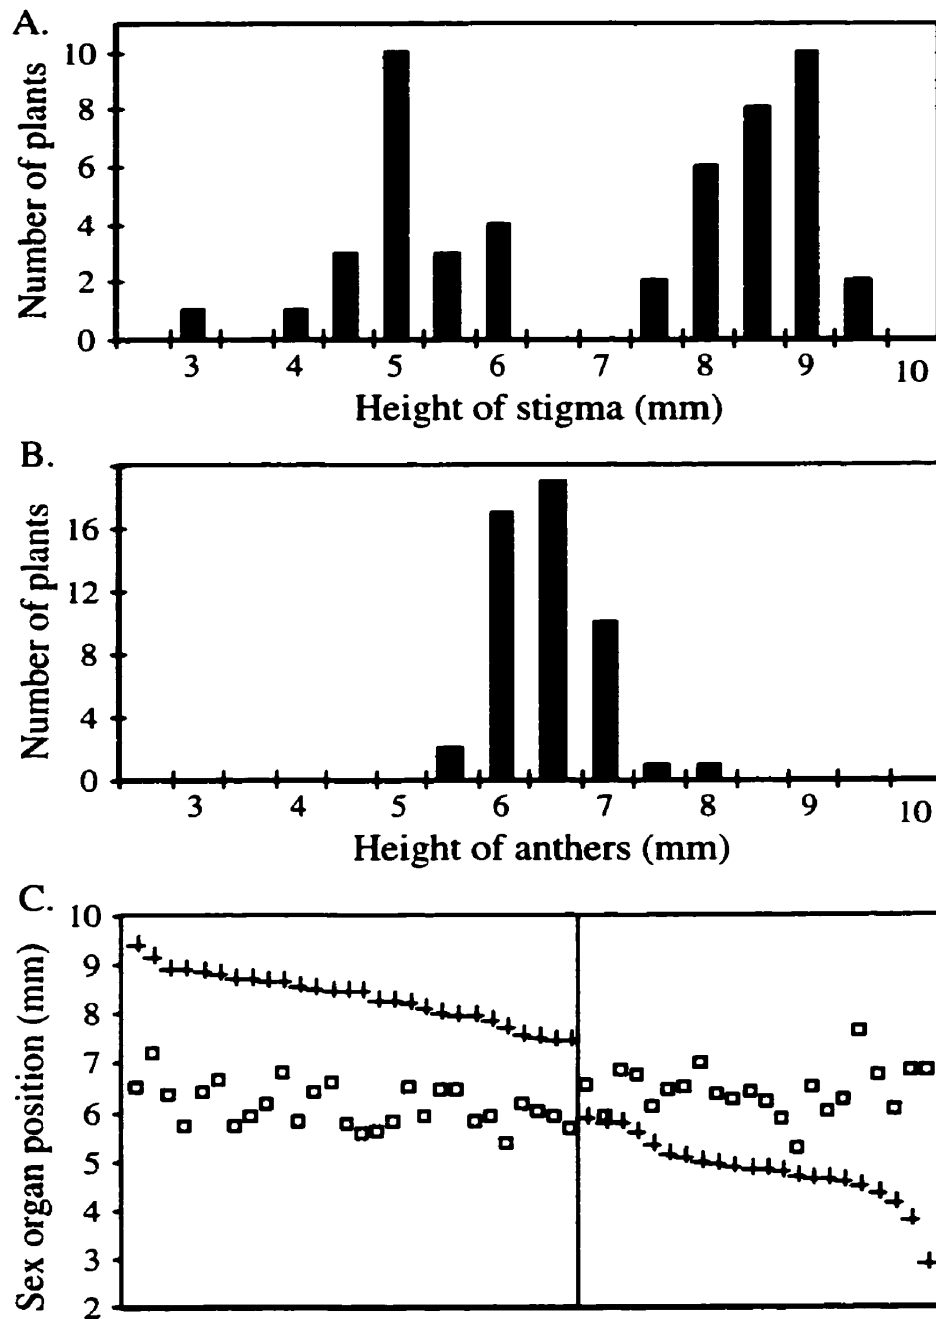 A.
Number of plants
10
8
6
4
2
0
3 4 5 6 7 8 9 10
Height of stigma (mm)
B.
Number of plants
16
12
8
4
0
3 4 5 6 7 8 9 10
Height of anthers (mm)
C.
Sex organ position (mm)
10
9
8
7
6
5
4
3
2